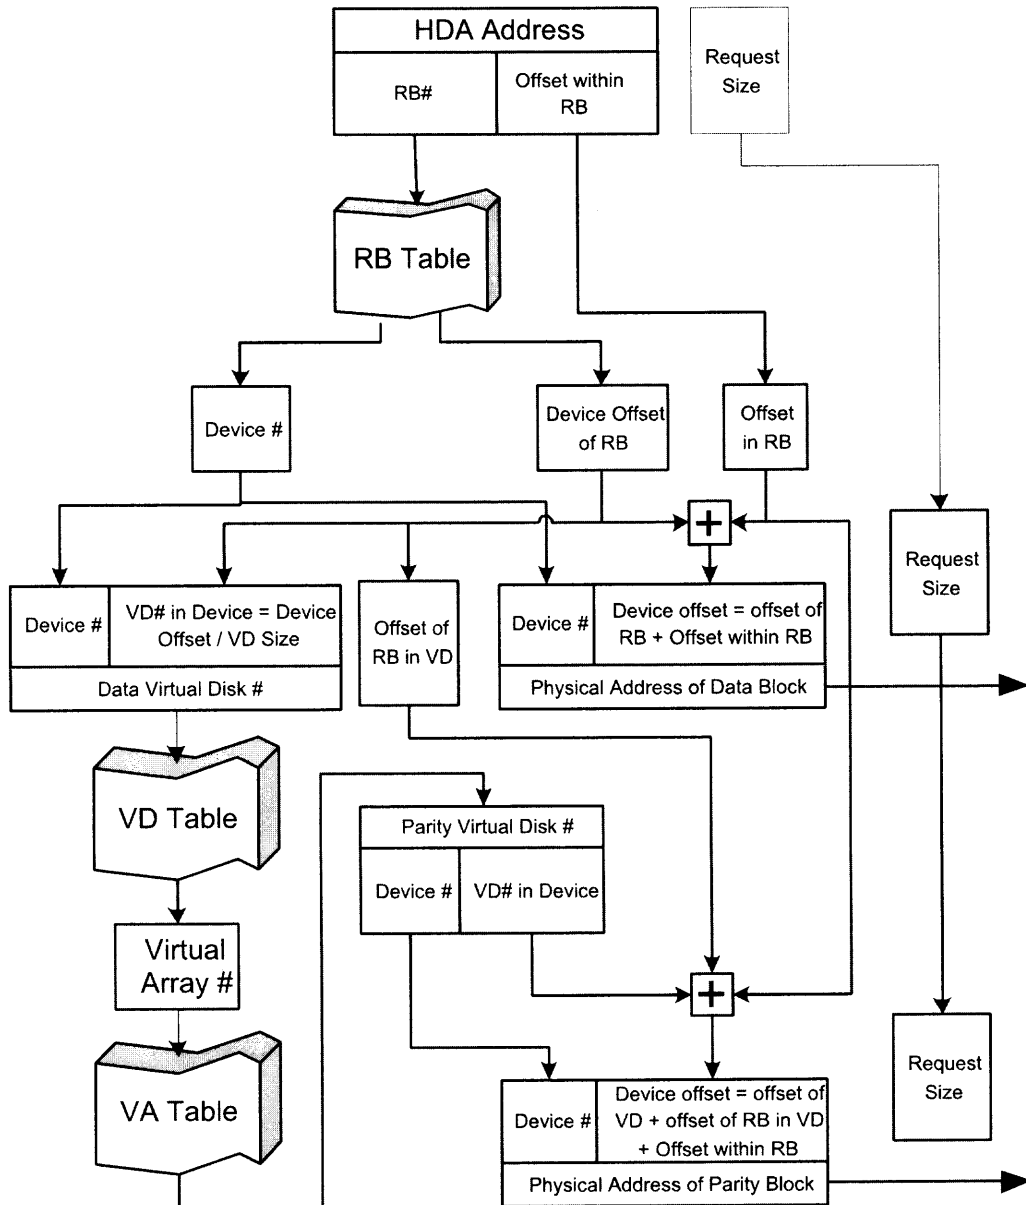 HDA Address
RB#
Offset within
RB
Request
Size
RB Table
Device #
Device Offset
of RB
Offset
in RB
+
Request
Size
Device #
VD# in Device = Device
Offset / VD Size
Data Virtual Disk #
Offset of
RB in VD
Device #
Device offset = offset of
RB + Offset within RB
Physical Address of Data Block
VD Table
Parity Virtual Disk #
Device #
VD# in Device
Virtual
Array #
+
VA Table
Request
Size
Device #
Device offset = offset of
VD + offset of RB in VD
+ Offset within RB
Physical Address of Parity Block